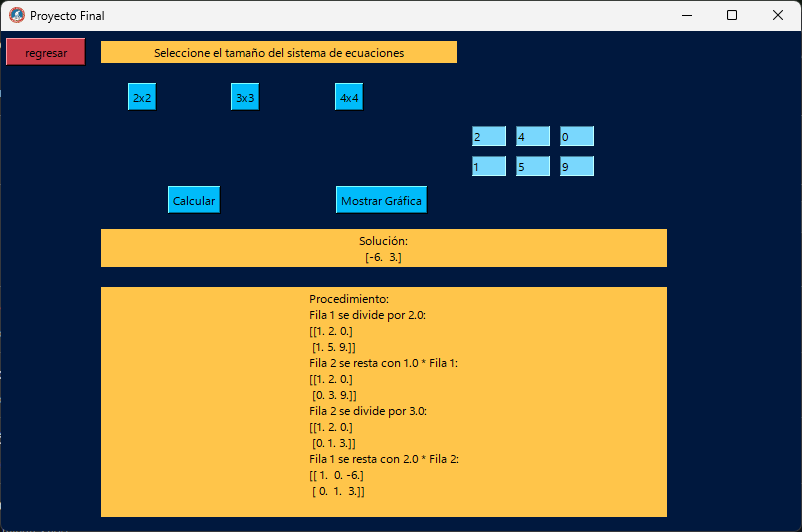 Proyecto Final
regresar
Seleccione el tamaño del sistema de ecuaciones
2x2 3x3 4x4
2 4 0
1 5 9
Calcular Mostrar Gráfica
Solución:
[-6. 3.]
Procedimiento:
Fila 1 se divide por 2.0:
[[1. 2. 0.]
[1. 5. 9.]]
Fila 2 se resta con 1.0 * Fila 1:
[[1. 2. 0.]
[0. 3. 9.]]
Fila 2 se divide por 3.0:
[[1. 2. 0.]
[0. 1. 3.]]
Fila 1 se resta con 2.0 * Fila 2:
[[ 1. 0. -6.]
[ 0. 1. 3.]]